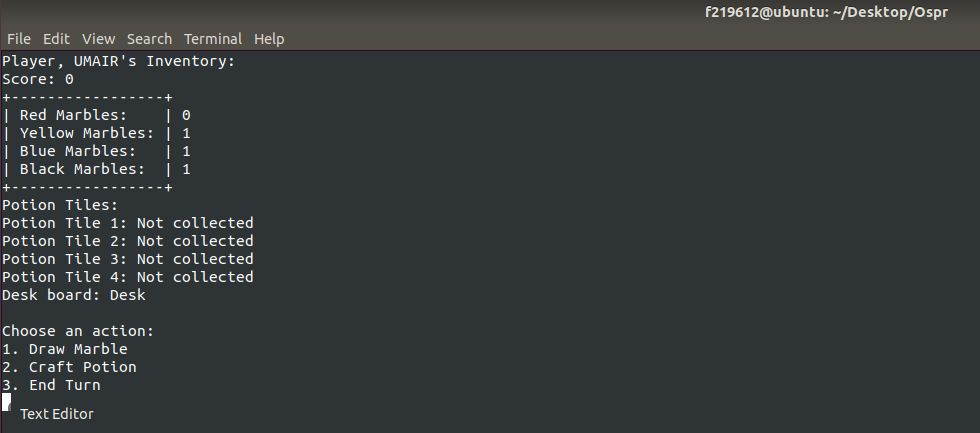 f219612@ubuntu: ~/Desktop/Ospr
File Edit View Search Terminal Help
Player, UMAIR's Inventory:
Score: 0
+-----------------+
| Red Marbles:    | 0
| Yellow Marbles: | 1
| Blue Marbles:   | 1
| Black Marbles:  | 1
+-----------------+
Potion Tiles:
Potion Tile 1: Not collected
Potion Tile 2: Not collected
Potion Tile 3: Not collected
Potion Tile 4: Not collected
Desk board: Desk
Choose an action:
1. Draw Marble
2. Craft Potion
3. End Turn
Text Editor